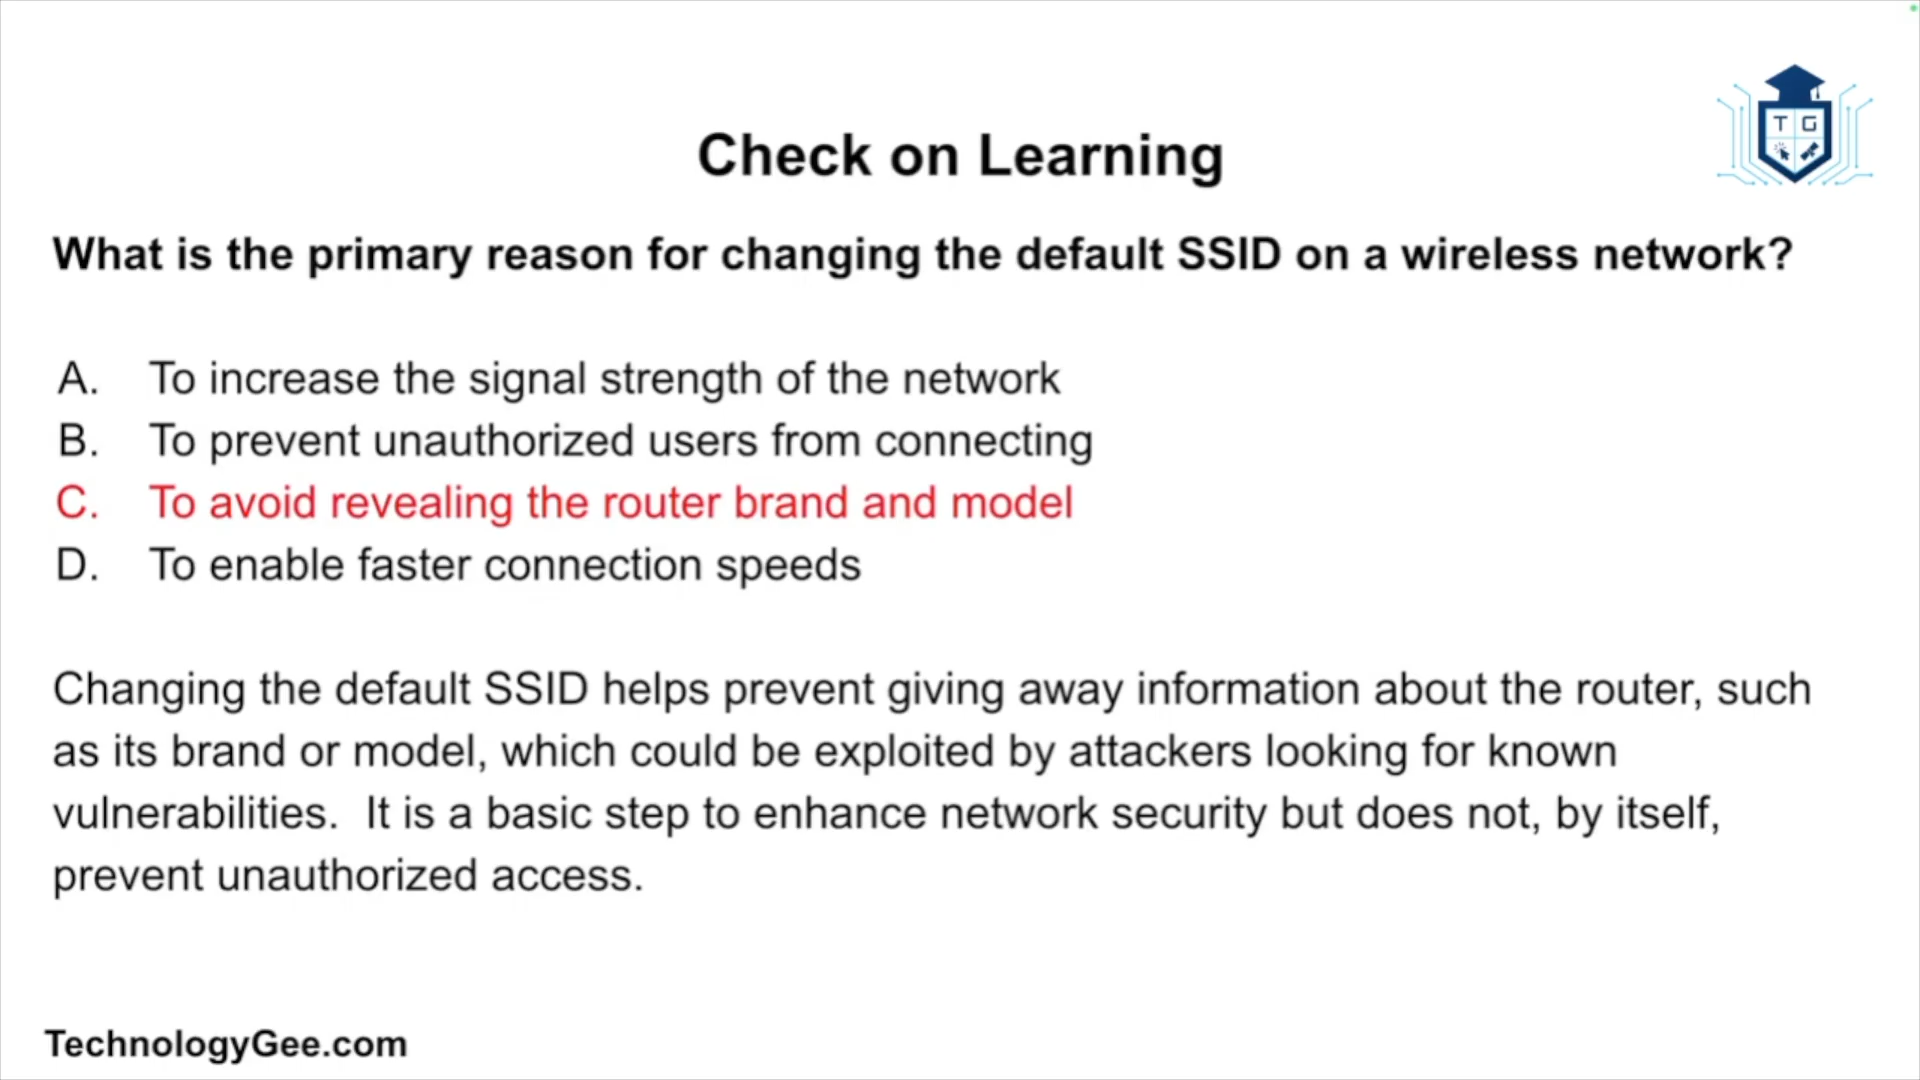 T G
Check on Learning
What is the primary reason for changing the default SSID on a wireless network?
A. To increase the signal strength of the network
B. To prevent unauthorized users from connecting
C. To avoid revealing the router brand and model
D. To enable faster connection speeds
Changing the default SSID helps prevent giving away information about the router, such
as its brand or model, which could be exploited by attackers looking for known
vulnerabilities.  It is a basic step to enhance network security but does not, by itself,
prevent unauthorized access.
TechnologyGee.com